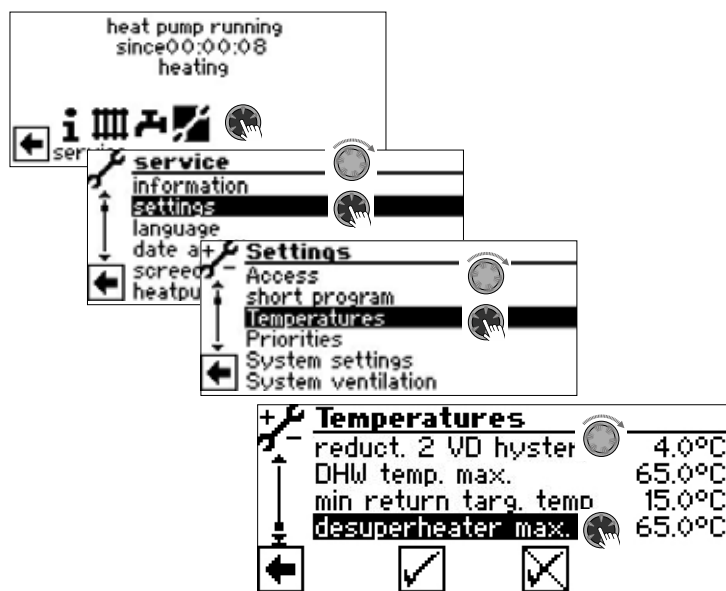 heat pump running
since00:00:08
heating
service
information
settings
language
Settings
Access
short program
Temperatures
Priorities
System settings
System ventilation
Temperatures
reduct. 2 VD hyster 4.0°C
DHW temp. max. 65.0°C
min return targ. temp 15.0°C
desuperheater max. 65.0°C